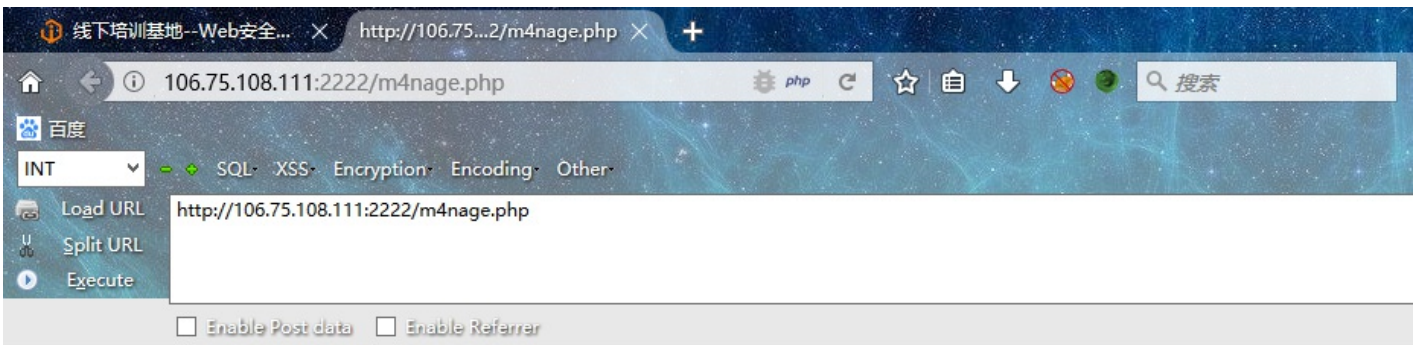 线下培训基地--Web安全...
http://106.75...2/m4nage.php
106.75.108.111:2222/m4nage.php
php
搜索
百度
INT
SQL- XSS- Encryption- Encoding- Other-
Load URL
http://106.75.108.111:2222/m4nage.php
Split URL
Execute
Enable Post data
Enable Referrer